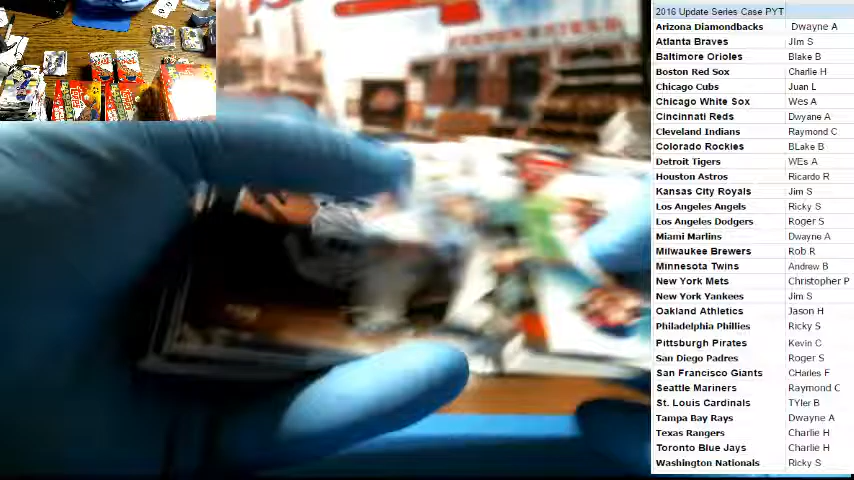 2016 Update Series Case PYT
Arizona Diamondbacks Dwayne A
Atlanta Braves Jim S
Baltimore Orioles Blake B
Boston Red Sox Charlie H
Chicago Cubs Juan L
Chicago White Sox Wes A
Cincinnati Reds Dwyane A
Cleveland Indians Raymond C
Colorado Rockies BLake B
Detroit Tigers WEs A
Houston Astros Ricardo R
Kansas City Royals Jim S
Los Angeles Angels Ricky S
Los Angeles Dodgers Roger S
Miami Marlins Dwayne A
Milwaukee Brewers Rob R
Minnesota Twins Andrew B
New York Mets Christopher P
New York Yankees Jim S
Oakland Athletics Jason H
Philadelphia Phillies Ricky S
Pittsburgh Pirates Kevin C
San Diego Padres Roger S
San Francisco Giants CHarles F
Seattle Mariners Raymond C
St. Louis Cardinals TYler B
Tampa Bay Rays Dwayne A
Texas Rangers Charlie H
Toronto Blue Jays Charlie H
Washington Nationals Ricky S